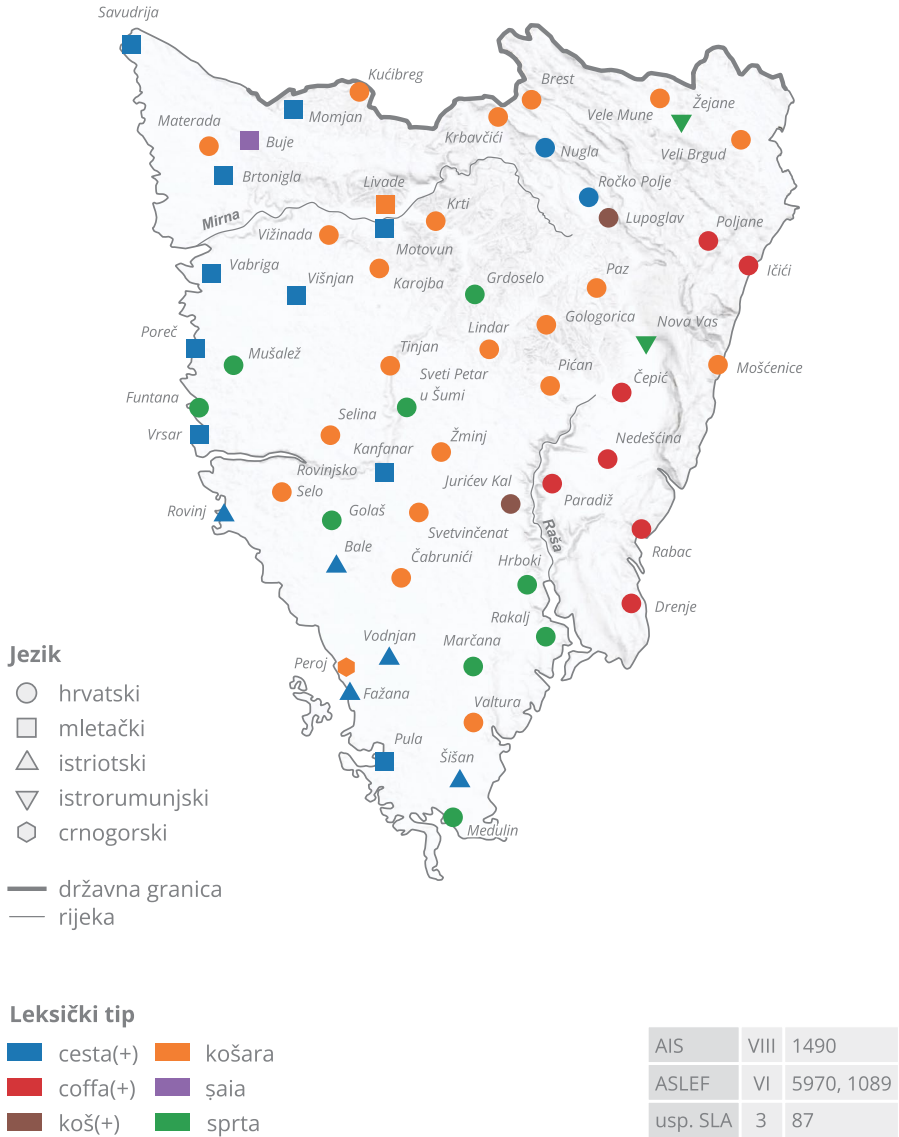 Savudrija
Kućibreg
Brest
Momjan
Vele Mune
Žejane
Materada
Buje
Krbavčići
Nugla
Veli Brgud
Brtonigla
Livade
Ročko Polje
Mirna
Krti
Lupoglav
Poljane
Vižinada
Motovun
Vabriga
Višnjan
Karojba
Grdoselo
Paz
Ičići
Gologorica
Nova Vas
Poreč
Lindar
Mušalež
Tinjan
Pićan
Mošćenice
Sveti Petar
u Šumi
Čepić
Funtana
Selina
Vrsar
Kanfanar
Žminj
Nedešćina
Rovinjsko
Selo
Jurićev Kal
Paradiž
Rovinj
Golaš
Svetvinčenat
Raša
Bale
Čabrunići
Hrboki
Rabac
Drenje
Rakalj
Vodnjan
Marčana
Peroj
Fažana
Valtura
Pula
Šišan
Medulin
Jezik
hrvatski
mletački
istriotski
istrorumunjski
crnogorski
državna granica
rijeka
Leksički tip
cesta(+) košara
coffa(+) șaia
koš(+) sprta
AIS VIII 1490
ASLEF VI 5970, 1089
usp. SLA 3 87